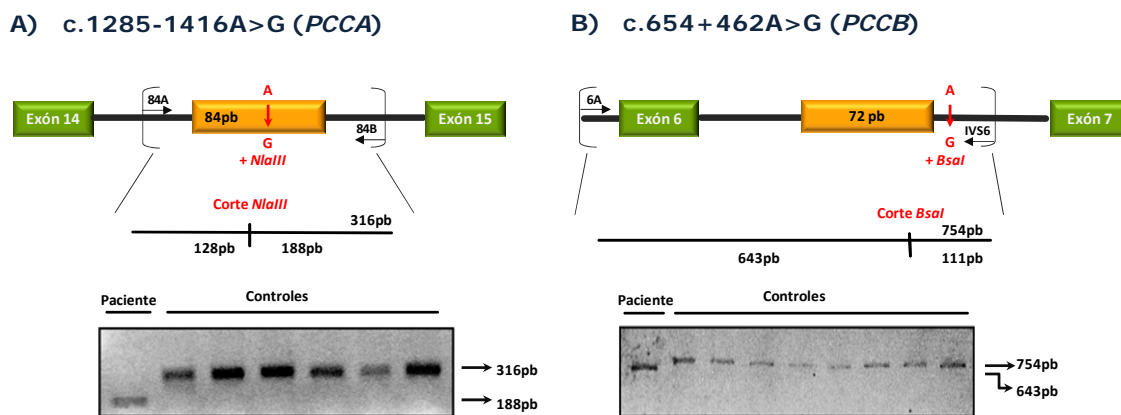 A) c.1285-1416A>G (PCCA)
84A
A
Exón 14
84pb
84B
Exón 15
G
+ NlaIII
Corte NlaIII
316pb
128pb
188pb
Paciente
Controles
316pb
188pb
B) c.654+462A>G (PCCB)
6A
A
Exón 6
72 pb
IVS6
Exón 7
G
+ BsaI
Corte BsaI
754pb
643pb
111pb
Paciente
Controles
754pb
643pb